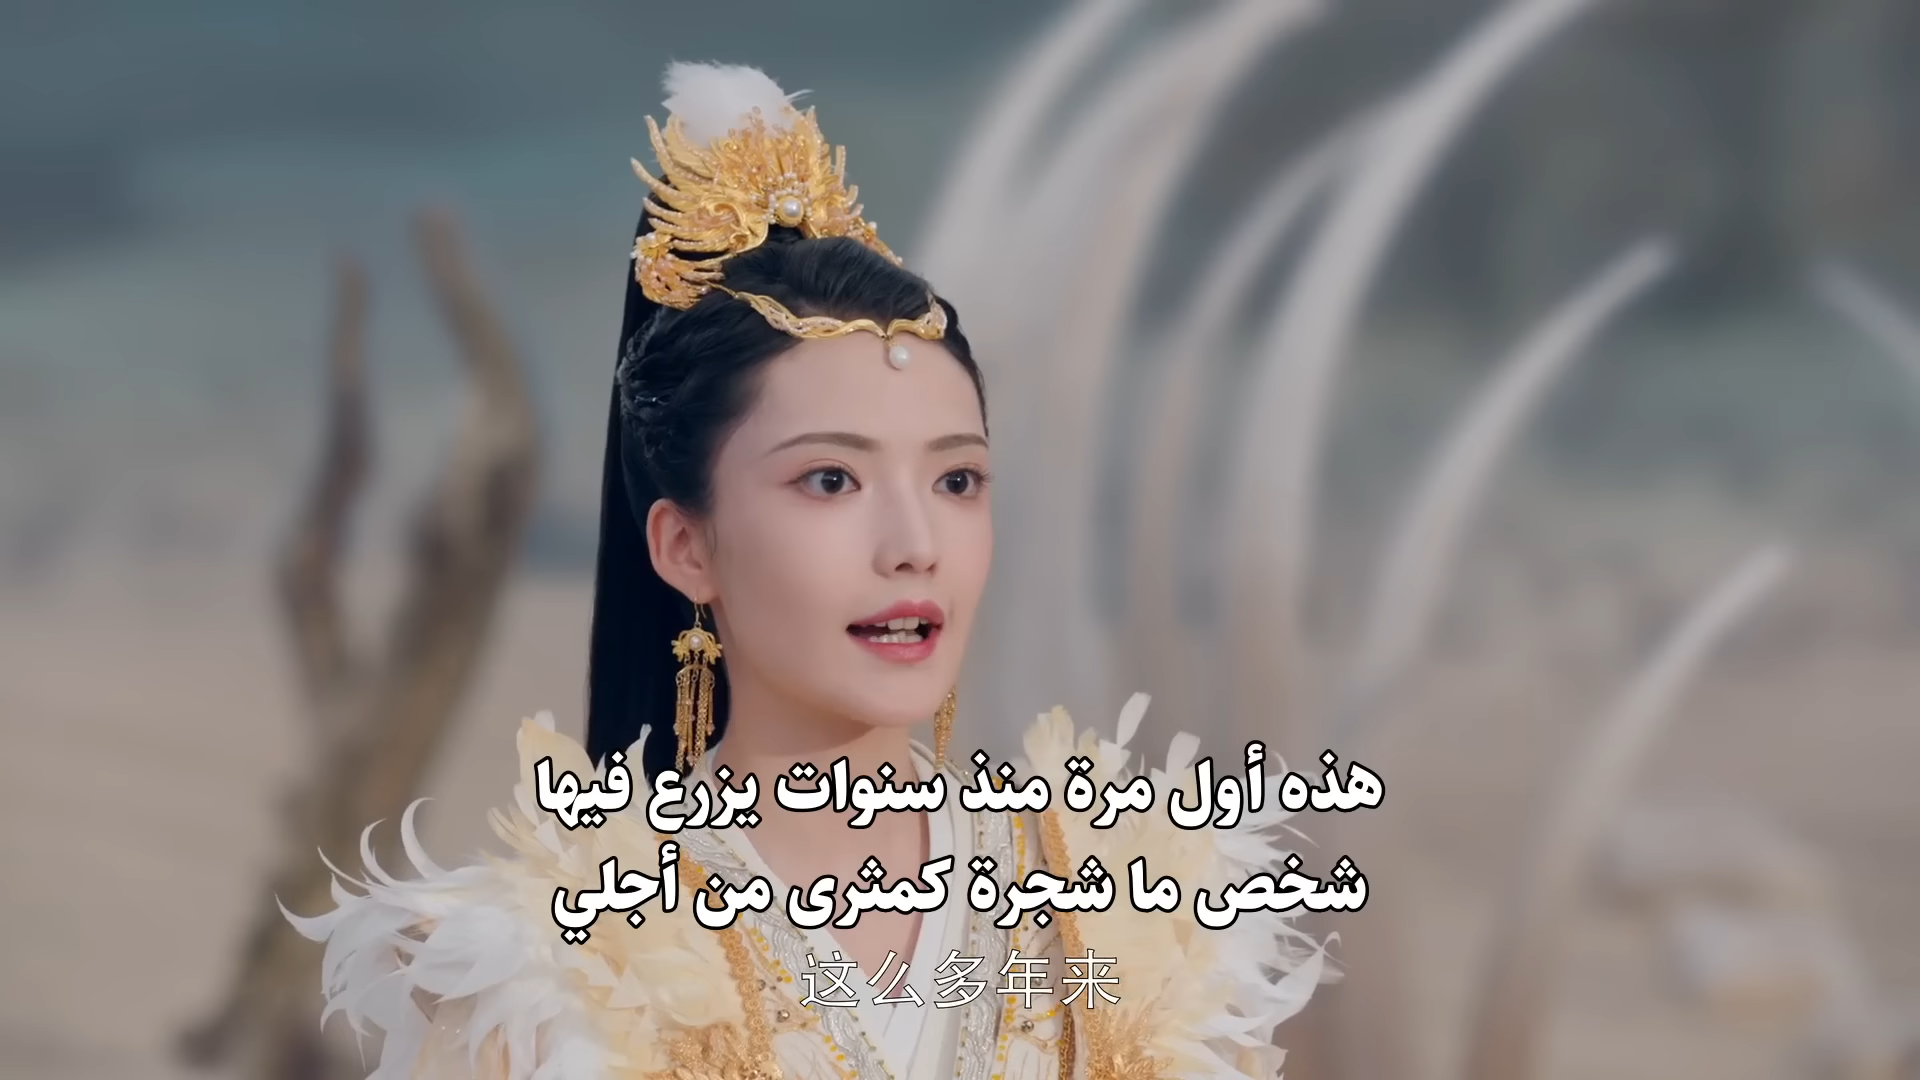 هذه أول مرة منذ سنوات يزرع فيها
شخص ما شجرة كمثرى من أجلي
这么多年来